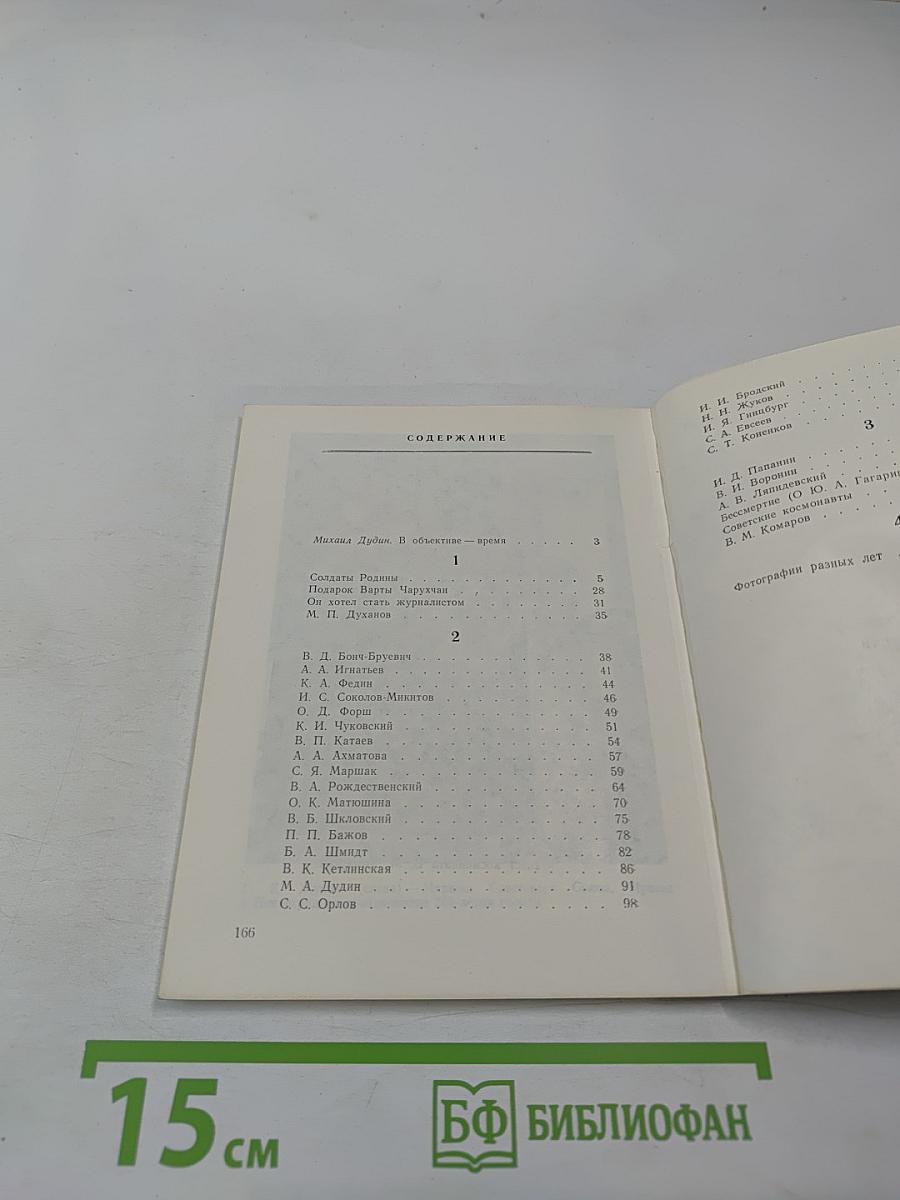 СОДЕРЖАНИЕ
Михаил Дудин. В объективе — время . . . . . 3
1
Солдаты Родины . . . . . . . . . . . . . 5
Подарок Варты Чарухчан . . . . . . . . . 28
Он хотел стать журналистом . . . . . . . . 31
М. П. Духанов . . . . . . . . . . . . . 35
2
В. Д. Бонч-Бруевич . . . . . . . . . . . . 38
А. А. Игнатьев . . . . . . . . . . . . . 41
К. А. Федин . . . . . . . . . . . . . . 44
И. С. Соколов-Микитов . . . . . . . . . . 46
О. Д. Форш . . . . . . . . . . . . . . 49
К. И. Чуковский . . . . . . . . . . . . . 51
В. П. Катаев . . . . . . . . . . . . . . 54
А. А. Ахматова . . . . . . . . . . . . . 57
С. Я. Маршак . . . . . . . . . . . . . . 59
В. А. Рождественский . . . . . . . . . . . 64
О. К. Матюшина . . . . . . . . . . . . . 70
В. Б. Шкловский . . . . . . . . . . . . . 75
П. П. Бажов . . . . . . . . . . . . . . 78
Б. А. Шмидт . . . . . . . . . . . . . . 82
В. К. Кетлинская . . . . . . . . . . . . . 86
М. А. Дудин . . . . . . . . . . . . . . 91
С. С. Орлов . . . . . . . . . . . . . . 98
166
И. И. Бродский . . . . . .
Н. Н. Жуков . . . . . .
И. Я. Гинцбург . . . . . .
С. А. Евсеев . . . . . .
С. Т. Коненков . . . . . .
3
И. Д. Папанин . . . . . .
В. И. Воронин . . . . . .
А. В. Ляпидевский . . . . .
Бессмертие (О Ю. А. Гагарин
Советские космонавты . . .
В. М. Комаров . . . . . .
4
Фотографии разных лет .
15 см
БФ БИБЛИОФАН